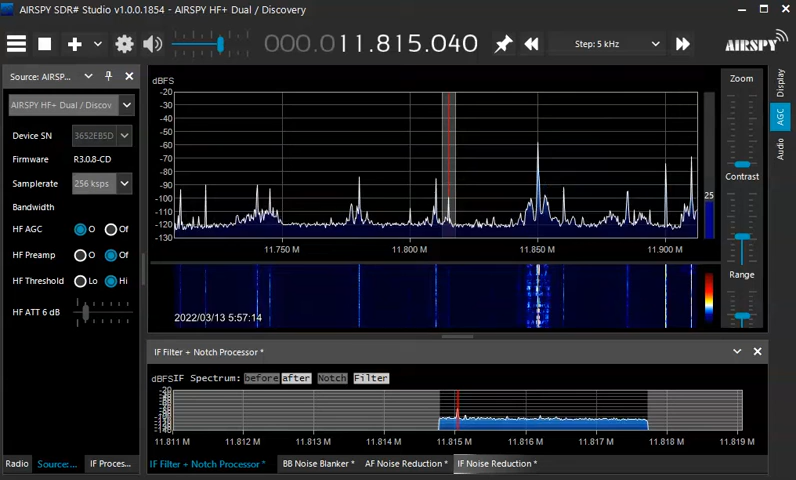 AIRSPY SDR# Studio v1.0.0.1854 - AIRSPY HF+ Dual / Discovery
000.011.815.040
Step: 5 kHz
AIRSPY
Source: AIRSP...
AIRSPY HF+ Dual / Discov
Device SN
3652EB5D
Firmware
R3.0.8-CD
Samplerate
256 ksps
Bandwidth
HF AGC
O
Of
HF Preamp
O
Of
HF Threshold
Lo
Hi
HF ATT 6 dB
Radio
Source:...
IF Proces...
dBFS
-20
-30
-40
-50
-60
-70
-80
-90
-100
-110
-120
-130
11.750 M
11.800 M
11.850 M
11.900 M
25
2022/03/13 5:57:14
Zoom
Contrast
Range
Display
AGC
Audio
IF Filter + Notch Processor *
dBFS
IF Spectrum:
before
after
Notch
Filter
11.811 M
11.812 M
11.813 M
11.814 M
11.815 M
11.816 M
11.817 M
11.818 M
11.819 M
IF Filter + Notch Processor *
BB Noise Blanker *
AF Noise Reduction *
IF Noise Reduction *